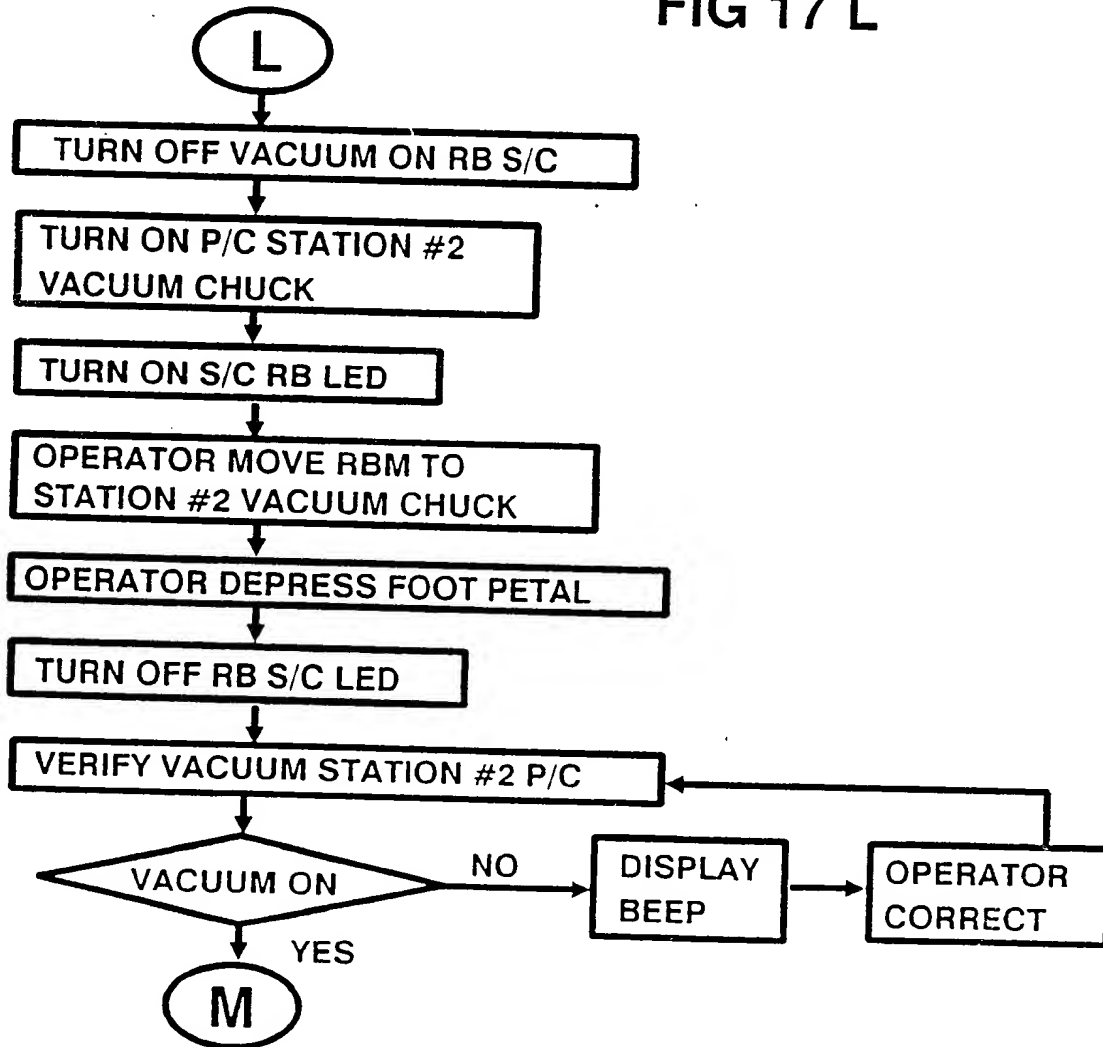 FIG 17 L
L
TURN OFF VACUUM ON RB S/C
TURN ON P/C STATION #2
VACUUM CHUCK
TURN ON S/C RB LED
OPERATOR MOVE RBM TO
STATION #2 VACUUM CHUCK
OPERATOR DEPRESS FOOT PETAL
TURN OFF RB S/C LED
VERIFY VACUUM STATION #2 P/C
VACUUM ON
NO
DISPLAY
BEEP
OPERATOR
CORRECT
YES
M